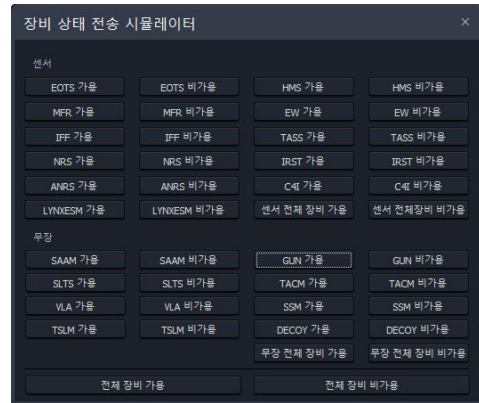 장비 상태 전송 시뮬레이터 ×
센서
EOTS 가용 EOTS 비가용 HMS 가용 HMS 비가용
MFR 가용 MFR 비가용 EW 가용 EW 비가용
IFF 가용 IFF 비가용 TASS 가용 TASS 비가용
NRS 가용 NRS 비가용 IRST 가용 IRST 비가용
ANRS 가용 ANRS 비가용 C4I 가용 C4I 비가용
LYNXESM 가용 LYNXESM 비가용 센서 전체 장비 가용 센서 전체장비 비가용
무장
SAAM 가용 SAAM 비가용 GUN 가용 GUN 비가용
SLTS 가용 SLTS 비가용 TACM 가용 TACM 비가용
VLA 가용 VLA 비가용 SSM 가용 SSM 비가용
TSLM 가용 TSLM 비가용 DECOY 가용 DECOY 비가용
무장 전체 장비 가용 무장 전체 장비 비가용
전체 장비 가용 전체 장비 비가용